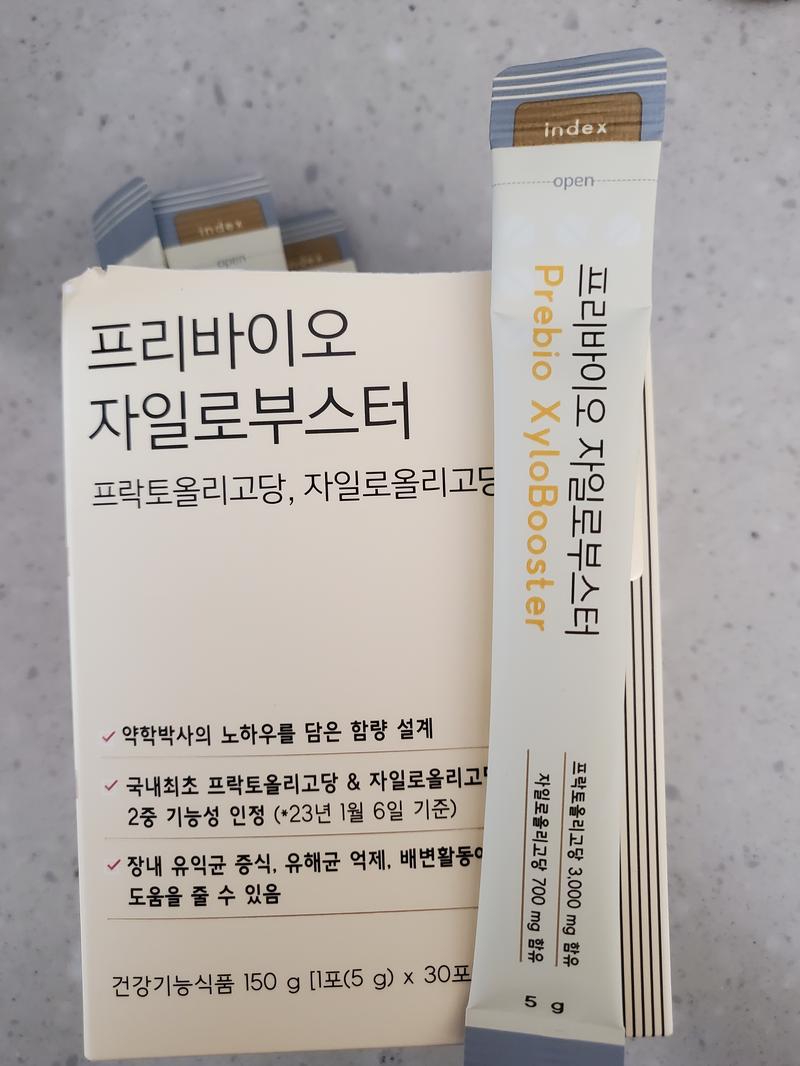 index
open
index
open
index
프리바이오
자일로부스터
프락토올리고당, 자일로올리고당
✓ 약학박사의 노하우를 담은 함량 설계
✓ 국내최초 프락토올리고당 & 자일로올리고당
2중 기능성 인정 (*23년 1월 6일 기준)
✓ 장내 유익균 증식, 유해균 억제, 배변활동에
도움을 줄 수 있음
건강기능식품 150 g [1포(5 g) x 30포
프리바이오 자일로부스터
Prebio XyloBooster
프락토올리고당 3,000 mg 함유
자일로올리고당 700 mg 함유
5 g